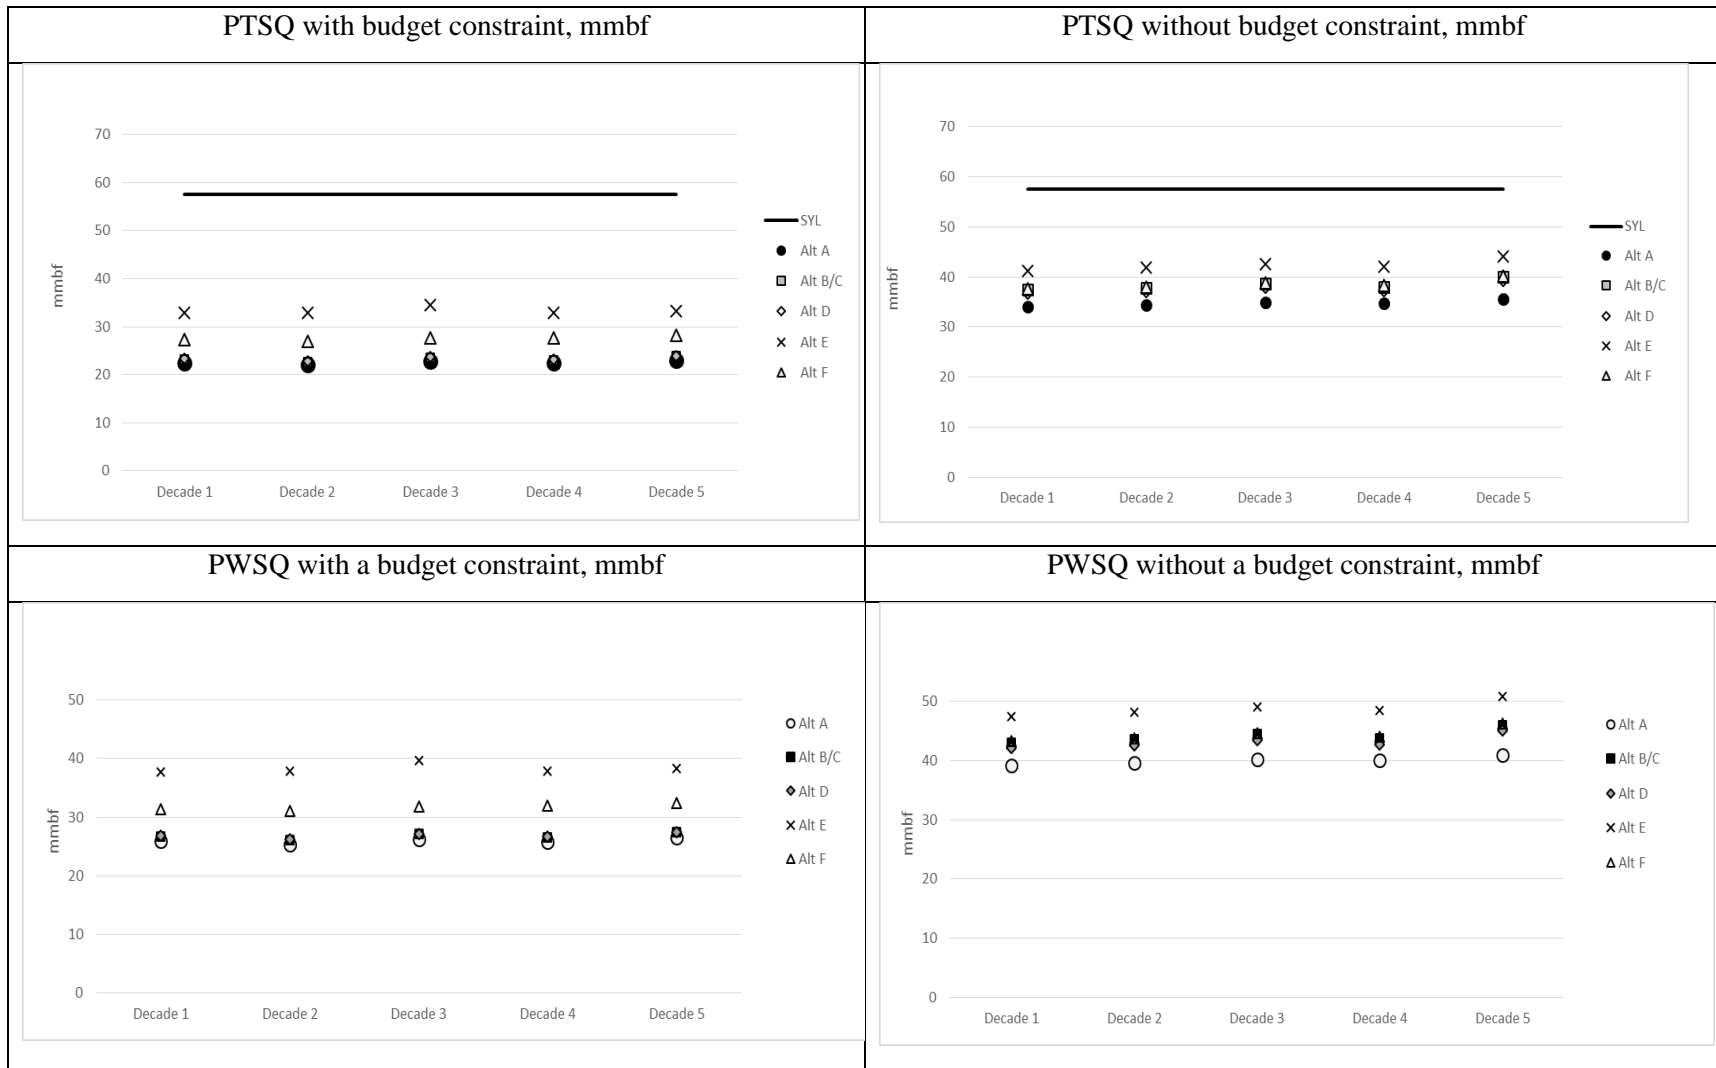 PTSQ with budget constraint, mmbf
PTSQ without budget constraint, mmbf
70
60
50
40
30
20
10
0
mmbf
Decade 1
Decade 2
Decade 3
Decade 4
Decade 5
SYL
Alt A
Alt B/C
Alt D
Alt E
Alt F
70
60
50
40
30
20
10
0
mmbf
Decade 1
Decade 2
Decade 3
Decade 4
Decade 5
SYL
Alt A
Alt B/C
Alt D
Alt E
Alt F
PWSQ with a budget constraint, mmbf
PWSQ without a budget constraint, mmbf
50
40
30
20
10
0
mmbf
Decade 1
Decade 2
Decade 3
Decade 4
Decade 5
Alt A
Alt B/C
Alt D
Alt E
Alt F
50
40
30
20
10
0
mmbf
Decade 1
Decade 2
Decade 3
Decade 4
Decade 5
Alt A
Alt B/C
Alt D
Alt E
Alt F